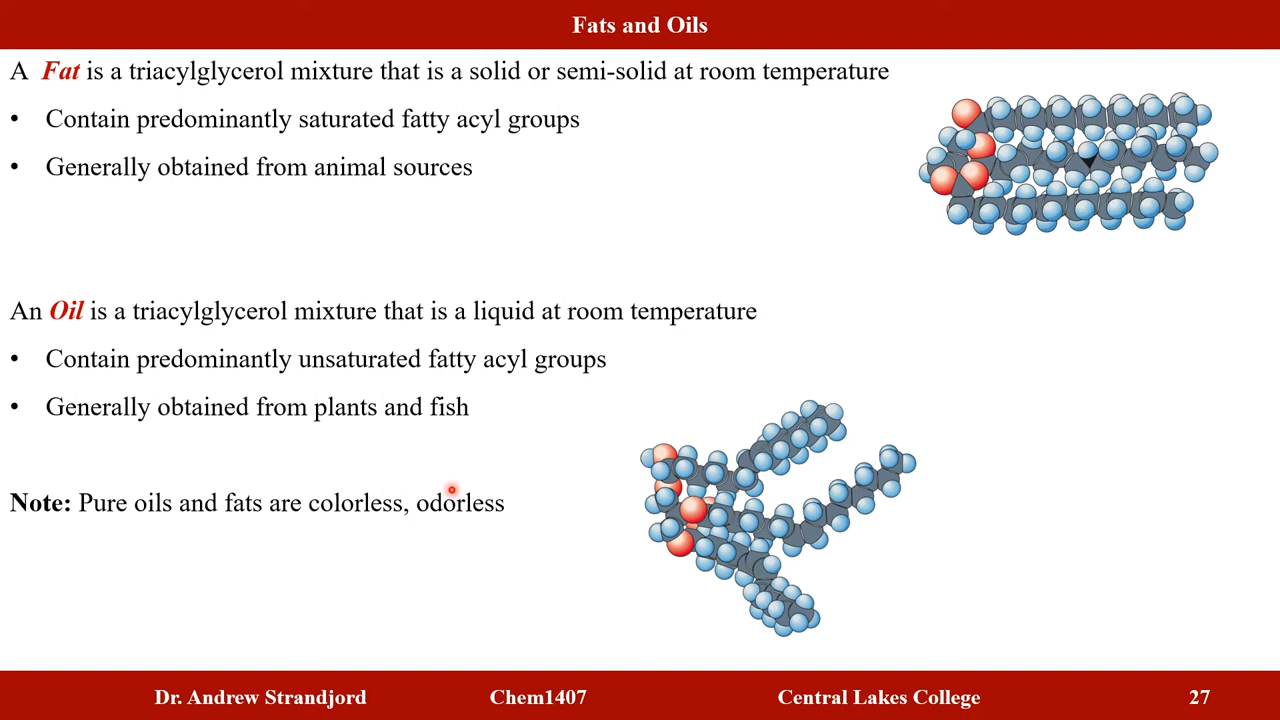 Fats and Oils
A Fat is a triacylglycerol mixture that is a solid or semi-solid at room temperature
• Contain predominantly saturated fatty acyl groups
• Generally obtained from animal sources
An Oil is a triacylglycerol mixture that is a liquid at room temperature
• Contain predominantly unsaturated fatty acyl groups
• Generally obtained from plants and fish
Note: Pure oils and fats are colorless, odorless
Dr. Andrew Strandjord Chem1407 Central Lakes College 27